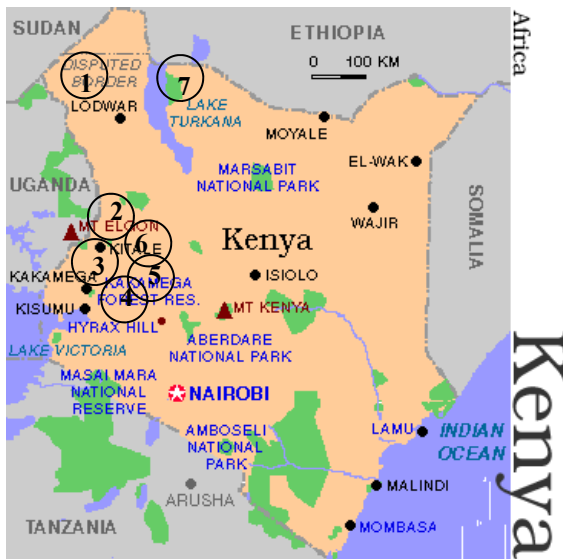 SUDAN
ETHIOPIA
Africa
DISPUTED
BORDER
1
7
0 100 KM
LODWAR
LAKE
TURKANA
MOYALE
EL-WAK
MARSABIT
NATIONAL PARK
UGANDA
SOMALIA
2
MT ELGON
WAJIR
6
KITALE
Kenya
3
5
KAKAMEGA
KAKAMEGA
FOREST RES.
4
ISIOLO
KISUMU
MT KENYA
HYRAX HILL
LAKE VICTORIA
ABERDARE
NATIONAL PARK
MASAI MARA
NATIONAL
RESERVE
NAIROBI
AMBOSELI
NATIONAL
PARK
LAMU
INDIAN
OCEAN
ARUSHA
MALINDI
TANZANIA
MOMBASA
Kenya